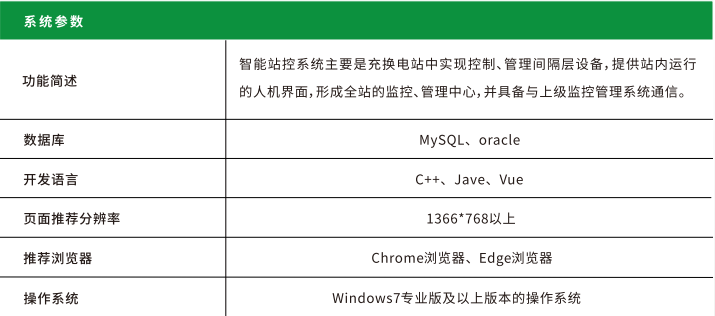 系统参数
功能简述
智能站控系统主要是充换电站中实现控制、管理间隔层设备,提供站内运行
的人机界面,形成全站的监控、管理中心,并具备与上级监控管理系统通信。
数据库
MySQL、oracle
开发语言
C++、Jave、Vue
页面推荐分辨率
1366*768以上
推荐浏览器
Chrome浏览器、Edge浏览器
操作系统
Windows7专业版及以上版本的操作系统